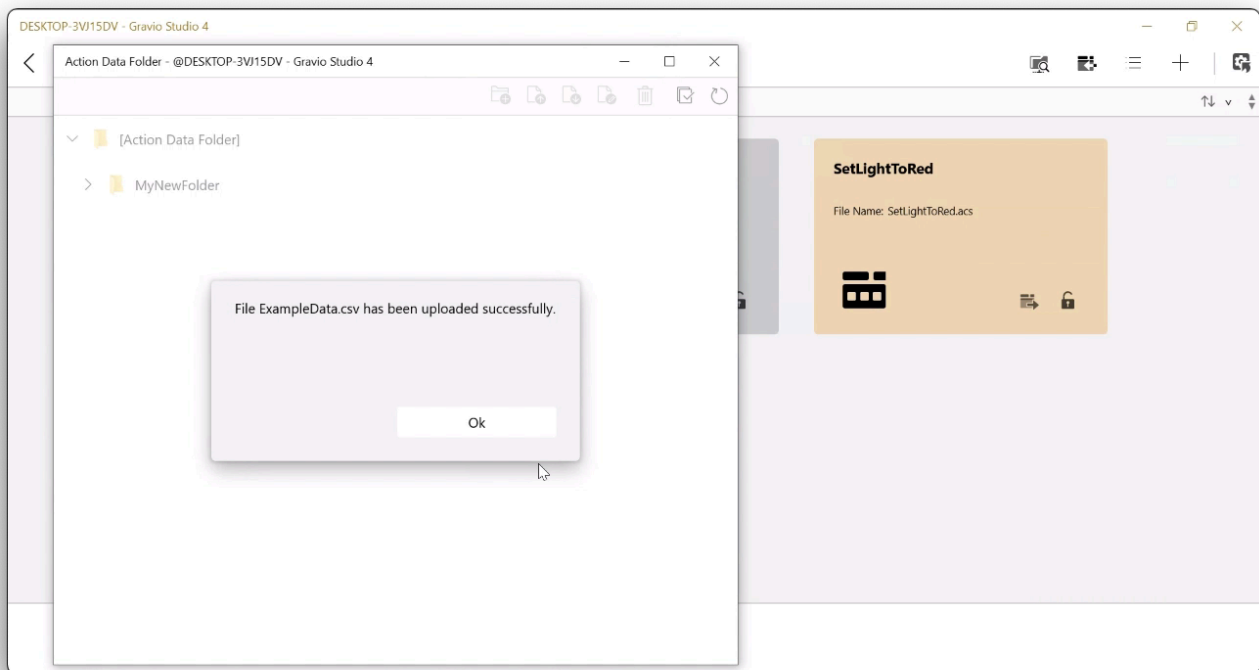 DESKTOP-3VJ15DV - Gravio Studio 4
Action Data Folder - @DESKTOP-3VJ15DV - Gravio Studio 4
[Action Data Folder]
MyNewFolder
File ExampleData.csv has been uploaded successfully.
Ok
SetLightToRed
File Name: SetLightToRed.acs